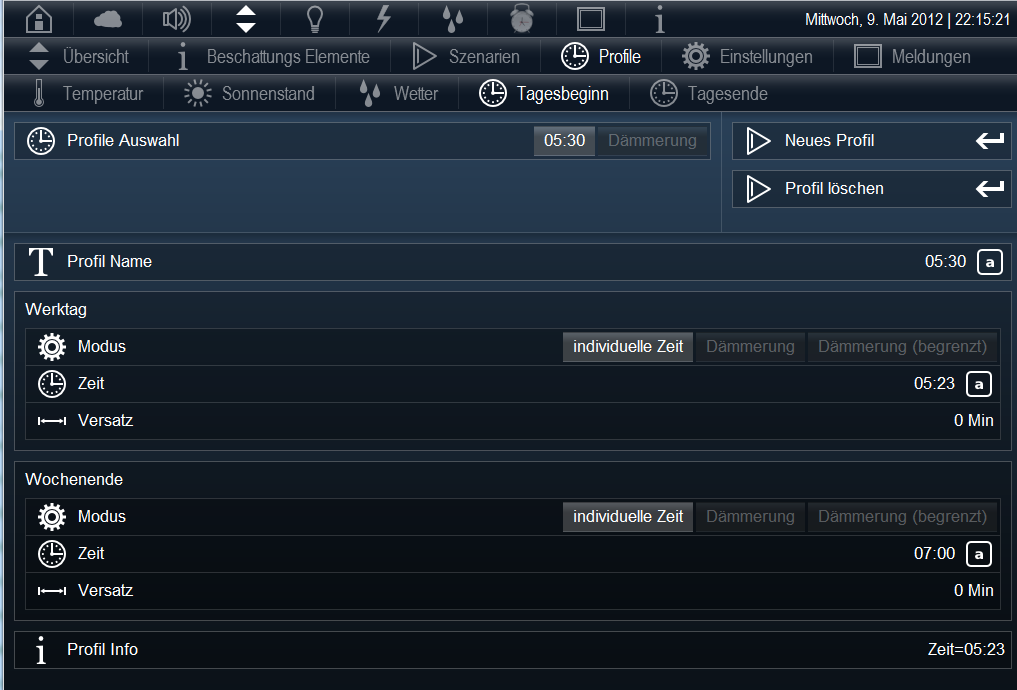 Mittwoch, 9. Mai 2012 | 22:15:21
Übersicht Beschattungs Elemente Szenarien Profile Einstellungen Meldungen
Temperatur Sonnenstand Wetter Tagesbeginn Tagesende
Profile Auswahl 05:30 Dämmerung
Neues Profil
Profil löschen
Profil Name 05:30 a
Werktag
Modus individuelle Zeit Dämmerung Dämmerung (begrenzt)
Zeit 05:23 a
Versatz 0 Min
Wochenende
Modus individuelle Zeit Dämmerung Dämmerung (begrenzt)
Zeit 07:00 a
Versatz 0 Min
Profil Info Zeit=05:23